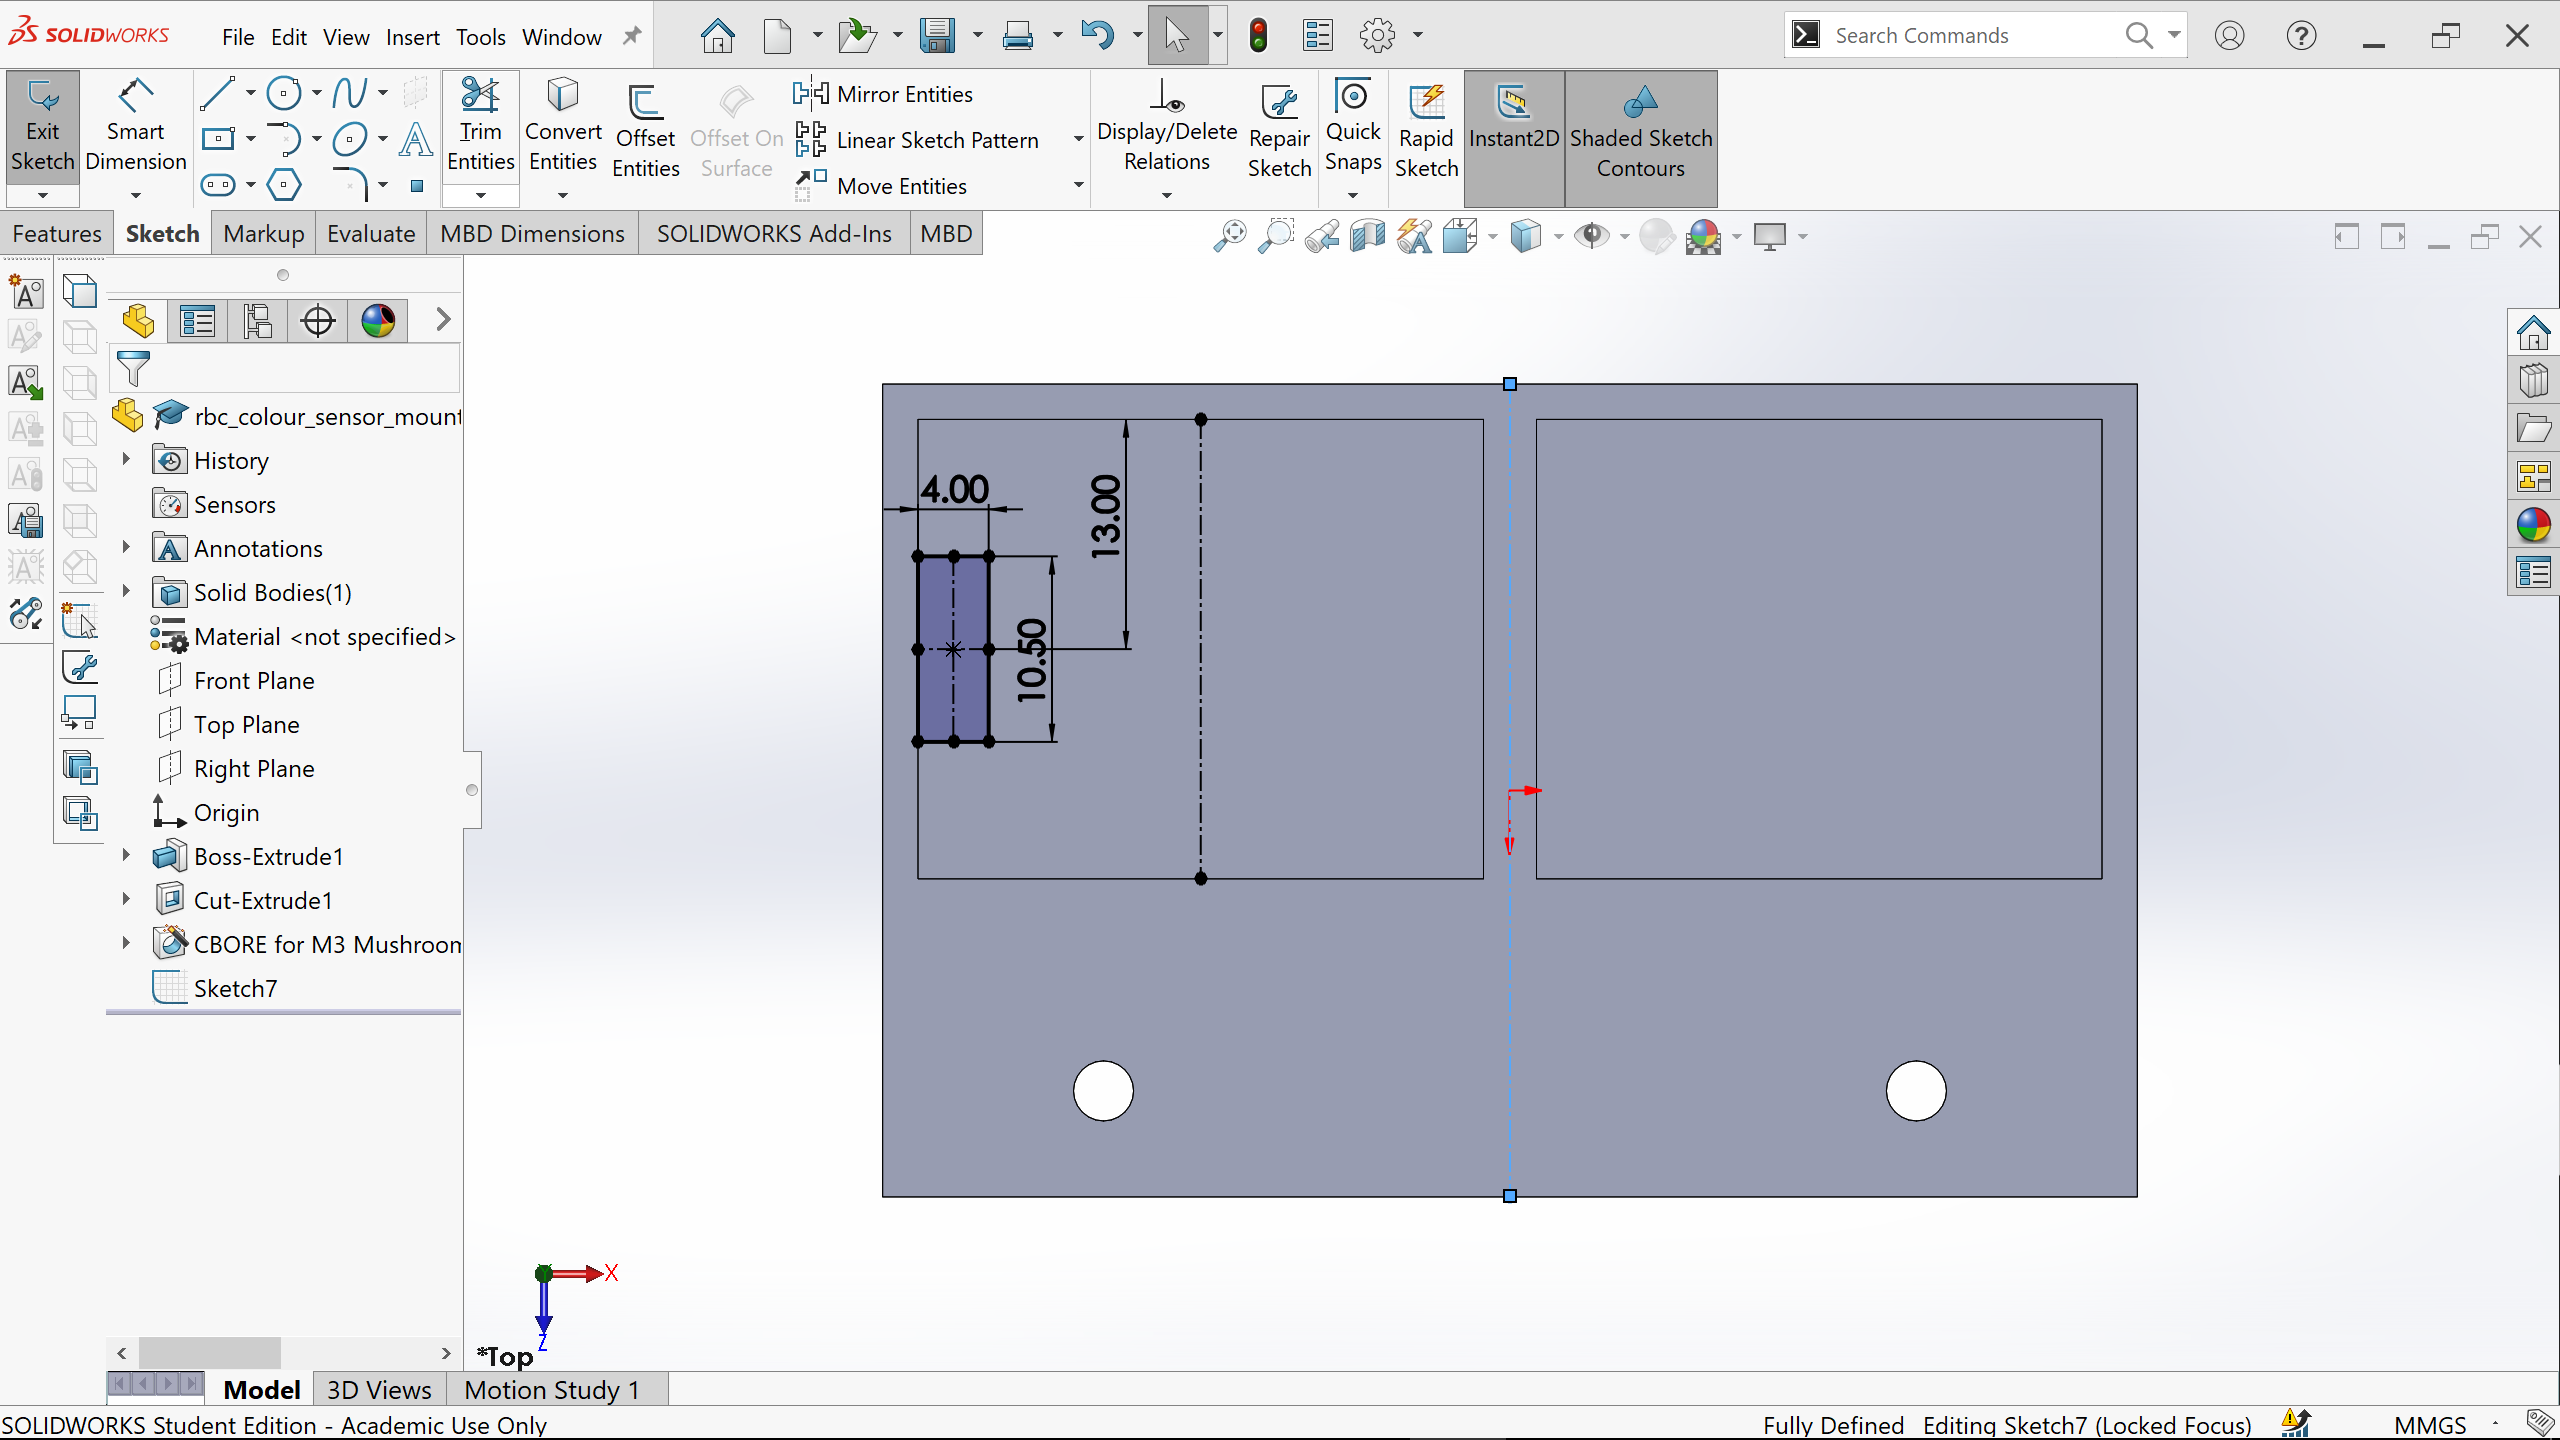 SOLIDWORKS File Edit View Insert Tools Window Search Commands
Exit Sketch
Smart Dimension
Trim Entities
Convert Entities
Offset Entities
Offset On Surface
Mirror Entities
Linear Sketch Pattern
Move Entities
Display/Delete Relations
Repair Sketch
Quick Snaps
Rapid Sketch
Instant2D
Shaded Sketch Contours
Features Sketch Markup Evaluate MBD Dimensions SOLIDWORKS Add-Ins MBD
rbc_colour_sensor_mount
History
Sensors
Annotations
Solid Bodies(1)
Material <not specified>
Front Plane
Top Plane
Right Plane
Origin
Boss-Extrude1
Cut-Extrude1
CBORE for M3 Mushroom
Sketch7
4.00
13.00
10.50
X
Z
*Top
Model 3D Views Motion Study 1
SOLIDWORKS Student Edition - Academic Use Only Fully Defined Editing Sketch7 (Locked Focus) MMGS